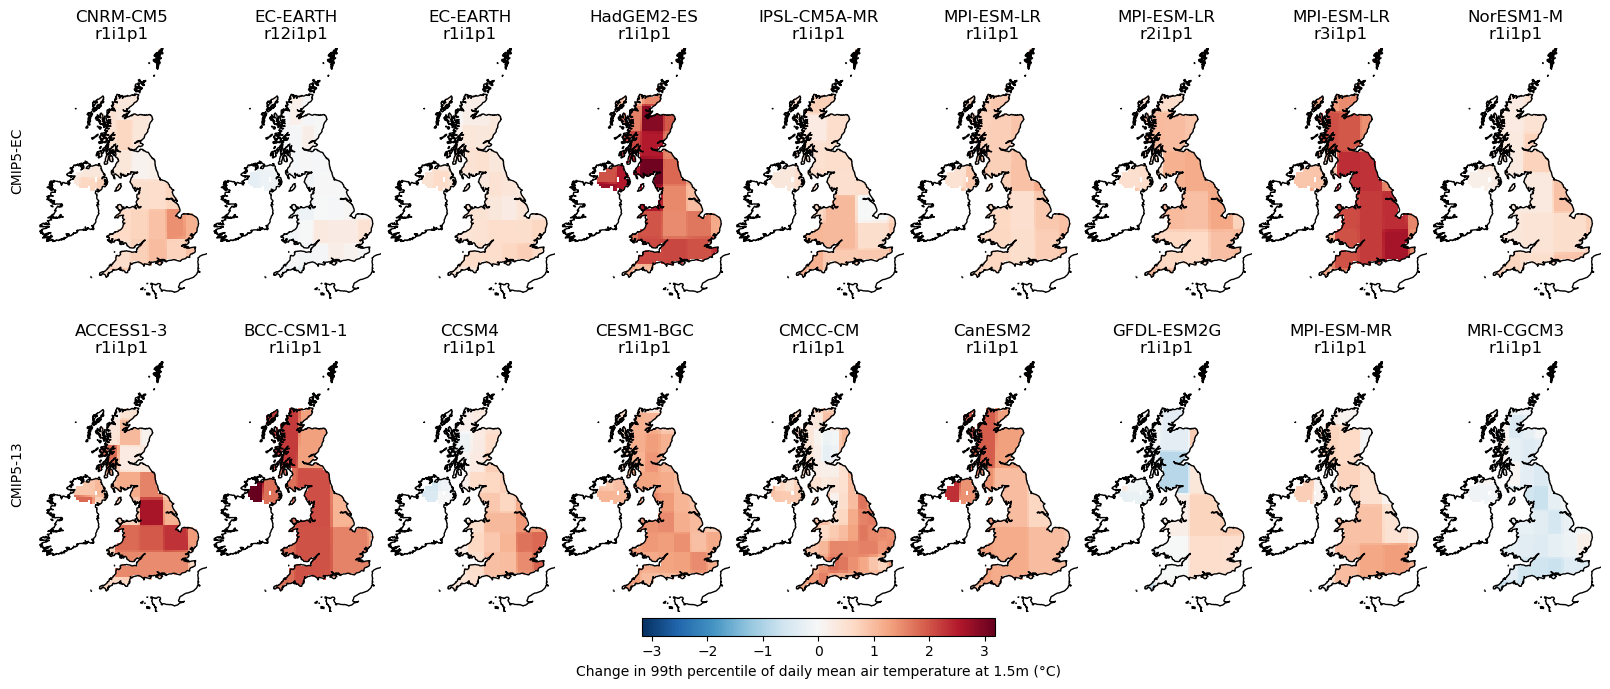 CNRM-CM5 EC-EARTH EC-EARTH HadGEM2-ES IPSL-CM5A-MR MPI-ESM-LR MPI-ESM-LR MPI-ESM-LR NorESM1-M
r1i1p1 r12i1p1 r1i1p1 r1i1p1 r1i1p1 r1i1p1 r2i1p1 r3i1p1 r1i1p1
CMIP5-EC
ACCESS1-3 BCC-CSM1-1 CCSM4 CESM1-BGC CMCC-CM CanESM2 GFDL-ESM2G MPI-ESM-MR MRI-CGCM3
r1i1p1 r1i1p1 r1i1p1 r1i1p1 r1i1p1 r1i1p1 r1i1p1 r1i1p1 r1i1p1
CMIP5-13
−3 −2 −1 0 1 2 3
Change in 99th percentile of daily mean air temperature at 1.5m (°C)